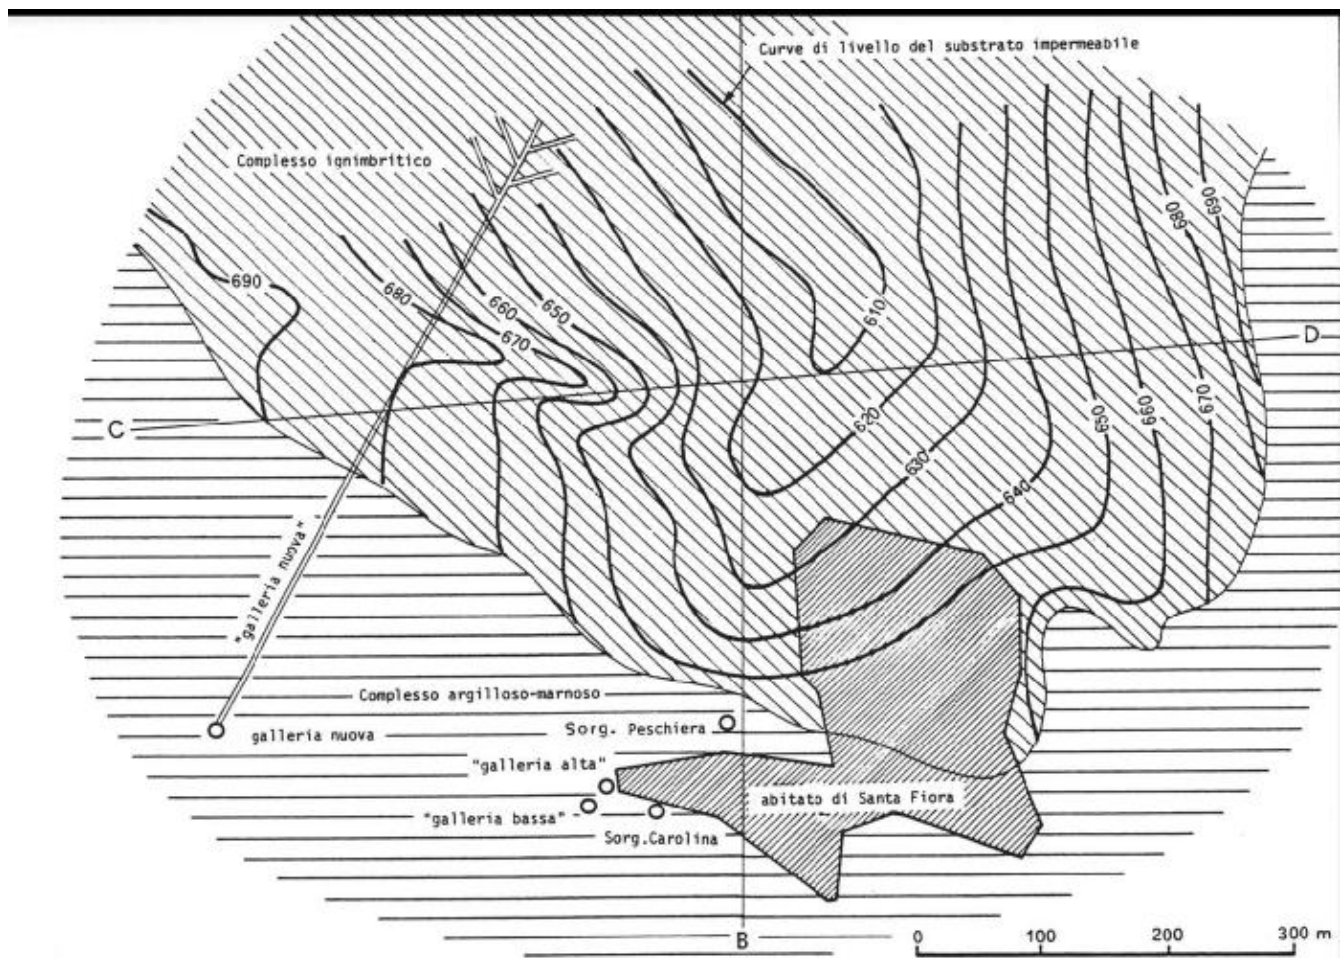 Curve di livello del substrato impermeabile
Complesso ignimbritico
690
680
660
670
650
610
620
630
640
650
660
670
680
690
C
D
"galleria nuova"
Complesso argilloso-marnoso
galleria nuova
Sorg. Peschiera
"galleria alta"
"galleria bassa"
Sorg.Carolina
abitato di Santa Fiora
B
0 100 200 300 m